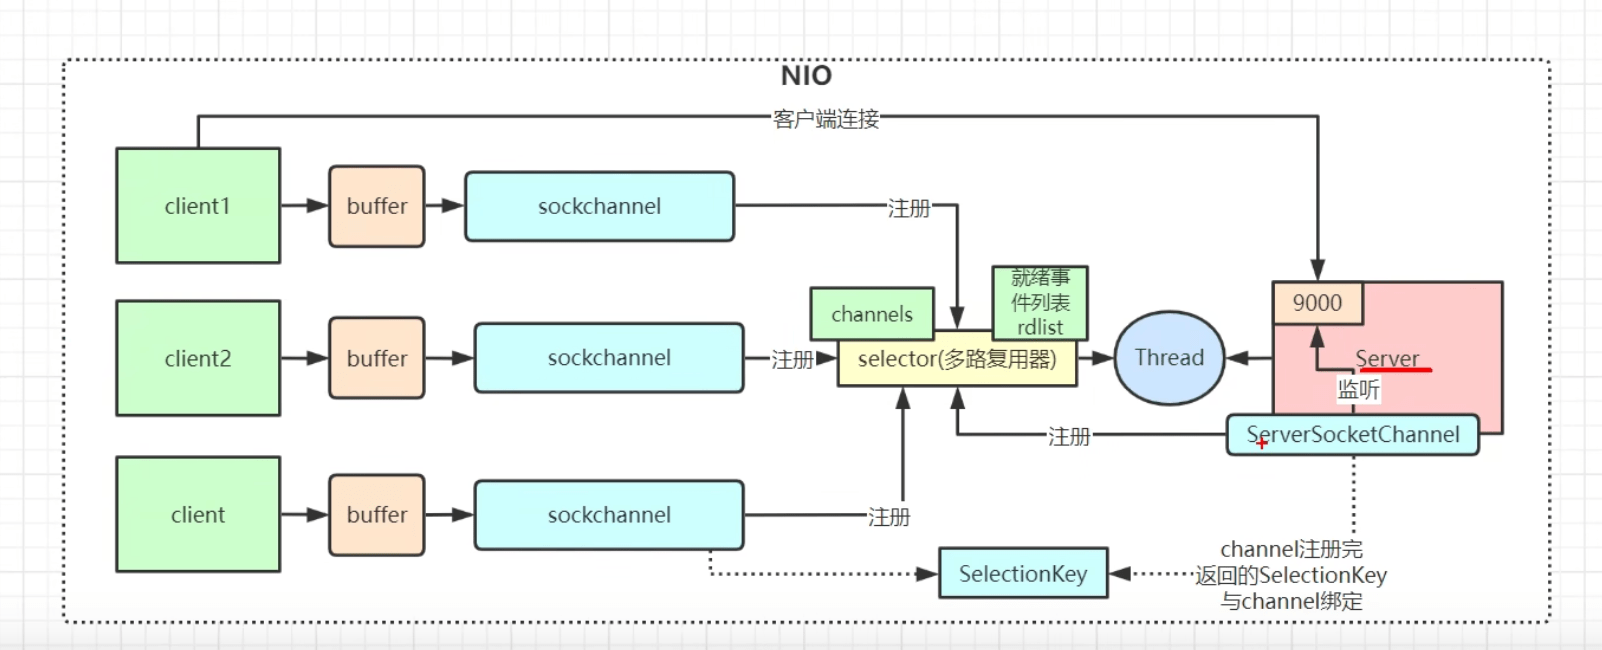 NIO
客户端连接
client1
buffer
sockchannel
注册
channels
就绪事
件列表
rdlist
9000
client2
buffer
sockchannel
注册
selector(多路复用器)
Thread
Server
监听
注册
ServerSocketChannel
client
buffer
sockchannel
注册
SelectionKey
channel注册完
返回的SelectionKey
与channel绑定